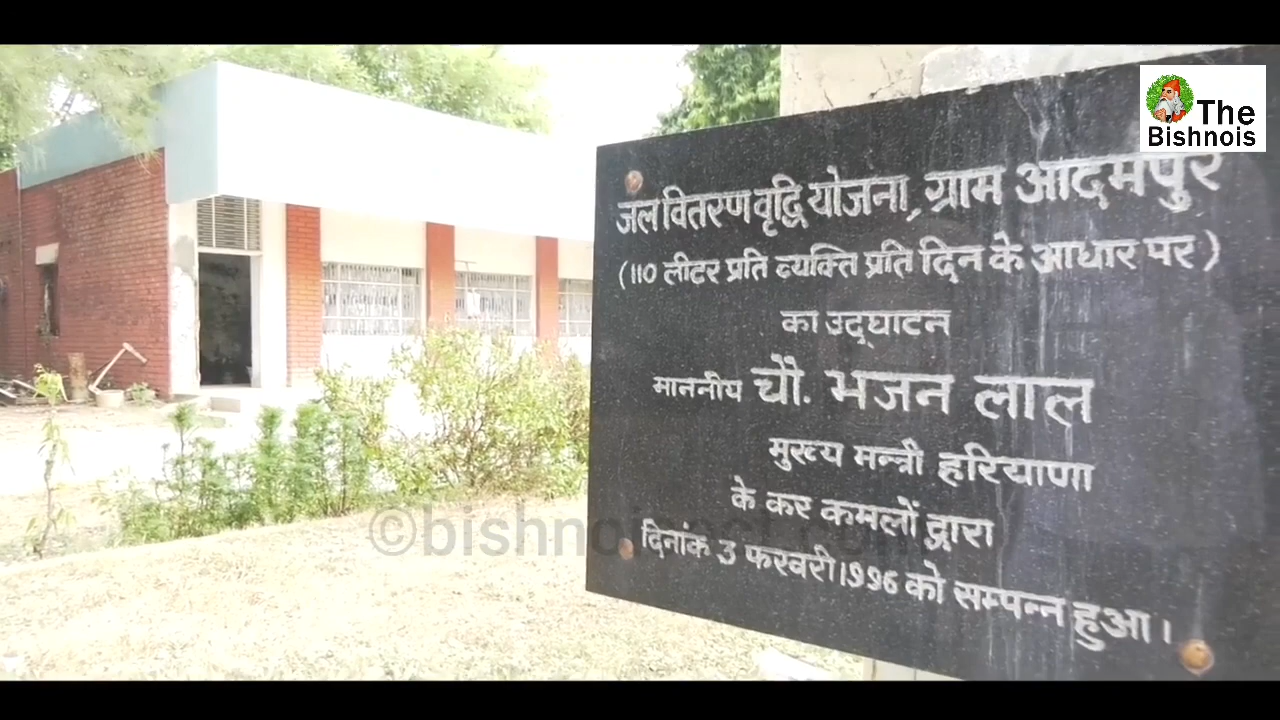 The
Bishnois
जल वितरण वृद्धि योजना, ग्राम आदमपुर
(110 लीटर प्रति व्यक्ति प्रति दिन के आधार पर)
का उद्घाटन
माननीय चौ. भजन लाल
मुख्य मन्त्री हरियाणा
के कर कमलों द्वारा
दिनांक 3 फरवरी 1996 को सम्पन्न हुआ।